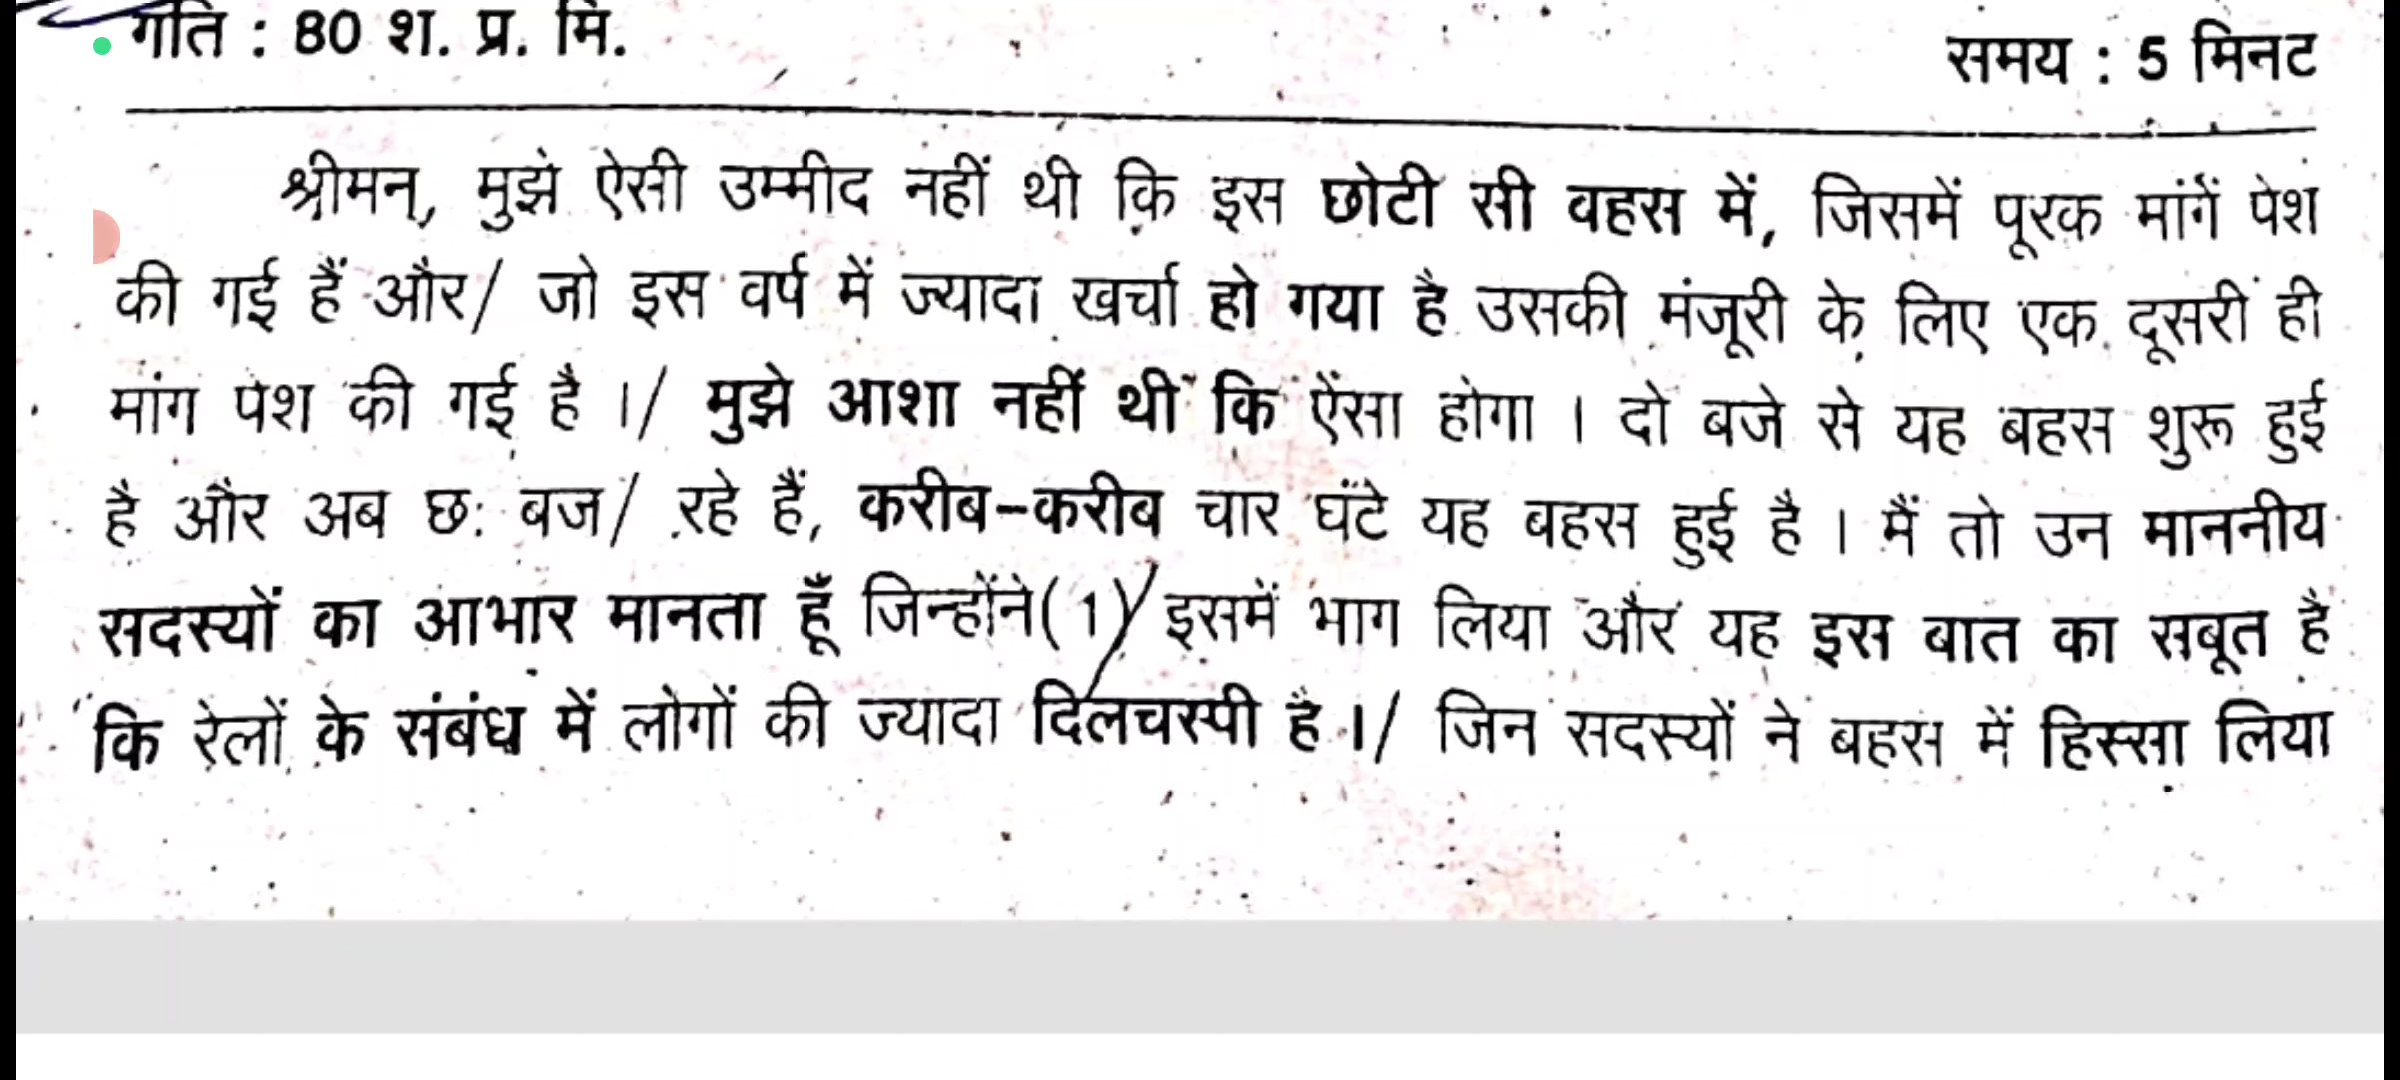 गति : 80 श. प्र. मि.
समय : 5 मिनट
श्रीमन्, मुझे ऐसी उम्मीद नहीं थी कि इस छोटी सी वहस में, जिसमें पूरक मांगें पेश
की गई हैं और/ जो इस वर्ष में ज्यादा खर्चा हो गया है उसकी मंजूरी के लिए एक दूसरी ही
मांग पेश की गई है ।/ मुझे आशा नहीं थी कि ऐसा होगा । दो बजे से यह बहस शुरू हुई
है और अब छः बज/ रहे हैं, करीब-करीब चार घंटे यह बहस हुई है । मैं तो उन माननीय
सदस्यों का आभार मानता हूँ जिन्होंने(1)/ इसमें भाग लिया और यह इस बात का सबूत है
कि रेलों के संबंध में लोगों की ज्यादा दिलचस्पी है ।/ जिन सदस्यों ने बहस में हिस्सा लिया